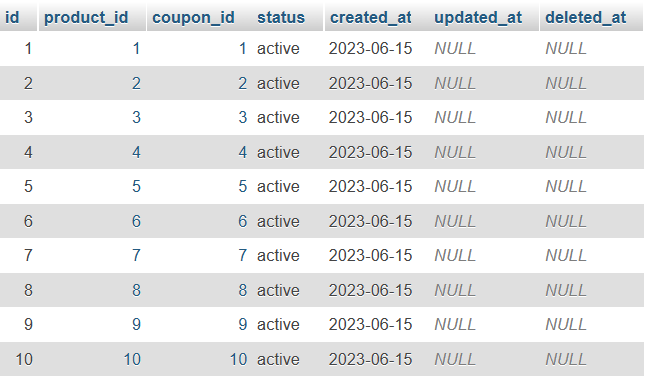 id product_id coupon_id status created_at updated_at deleted_at
1 1 1 active 2023-06-15 NULL NULL
2 2 2 active 2023-06-15 NULL NULL
3 3 3 active 2023-06-15 NULL NULL
4 4 4 active 2023-06-15 NULL NULL
5 5 5 active 2023-06-15 NULL NULL
6 6 6 active 2023-06-15 NULL NULL
7 7 7 active 2023-06-15 NULL NULL
8 8 8 active 2023-06-15 NULL NULL
9 9 9 active 2023-06-15 NULL NULL
10 10 10 active 2023-06-15 NULL NULL